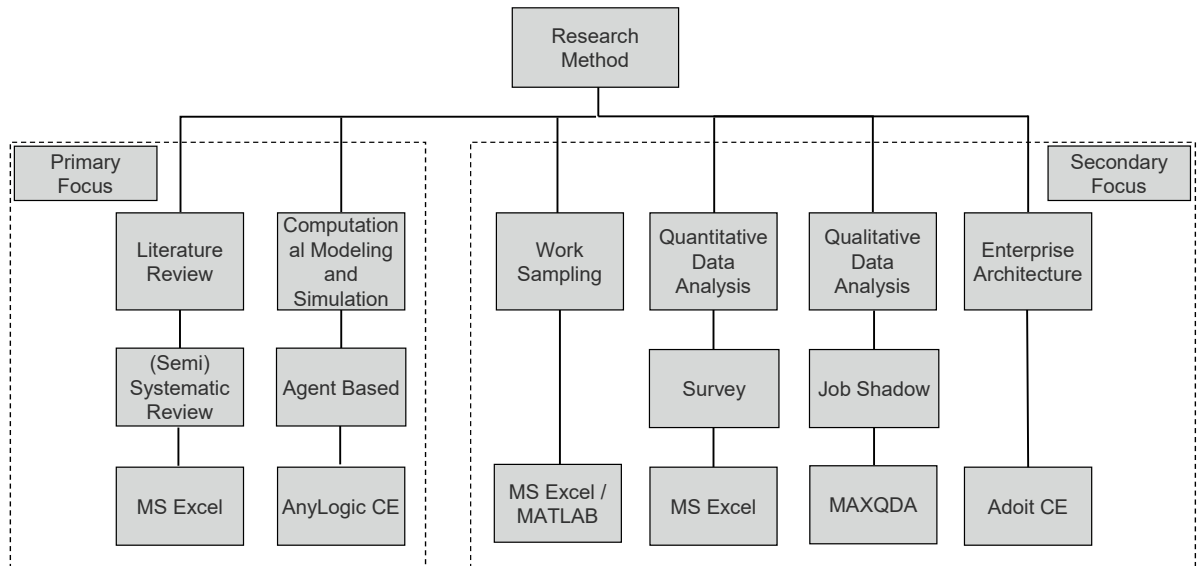 Research
Method
Primary
Focus
Secondary
Focus
Literature
Review
Computation
al Modeling
and
Simulation
Work
Sampling
Quantitative
Data
Analysis
Qualitative
Data
Analysis
Enterprise
Architecture
(Semi)
Systematic
Review
Agent Based
Survey
Job Shadow
MS Excel
AnyLogic CE
MS Excel /
MATLAB
MS Excel
MAXQDA
Adoit CE